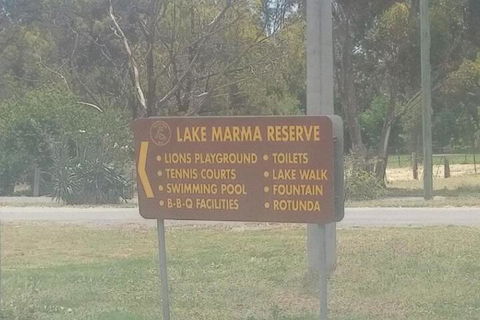 LAKE MARMA RESERVE
• LIONS PLAYGROUND • TOILETS
• TENNIS COURTS • LAKE WALK
• SWIMMING POOL • FOUNTAIN
• B-B-Q FACILITIES • ROTUNDA